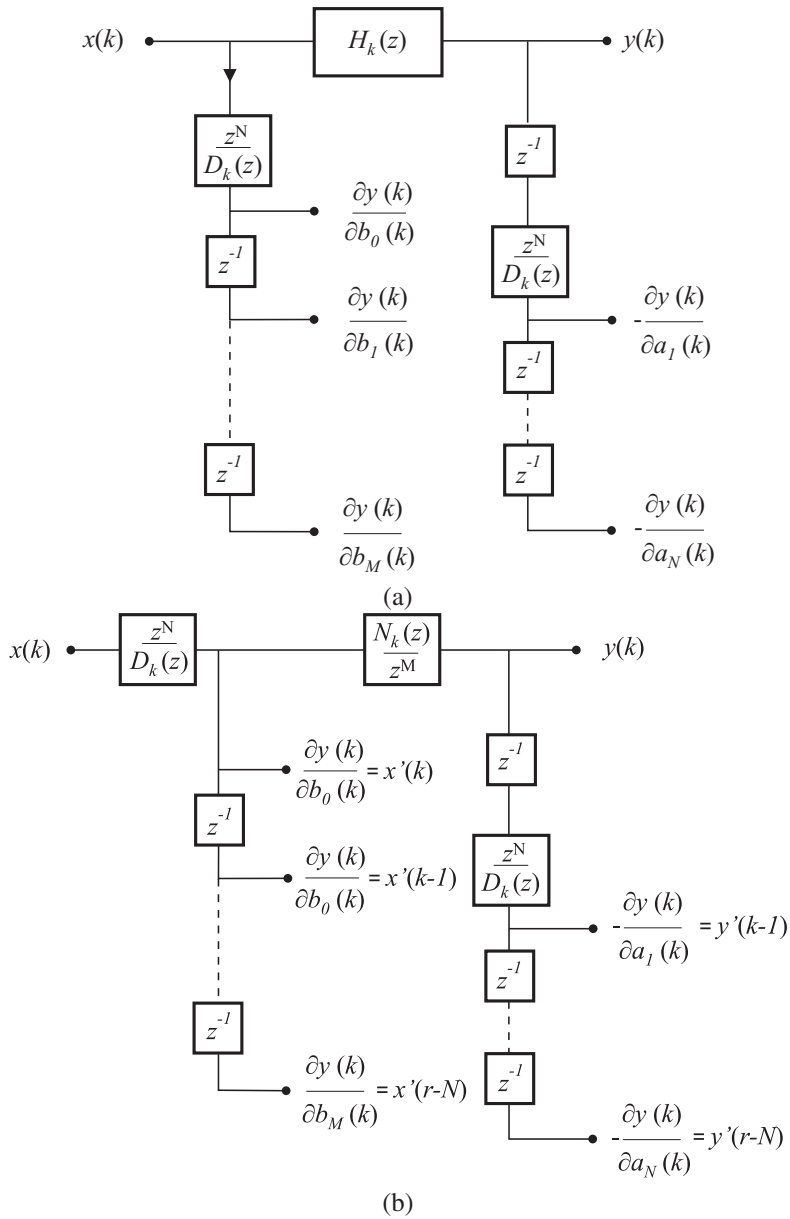 x(k) H_k(z) y(k)
z^N / D_k(z)
z^{-1}
∂y (k) / ∂b_0 (k)
z^{-1}
z^N / D_k(z)
∂y (k) / ∂b_1 (k)
-∂y (k) / ∂a_1 (k)
z^{-1}
z^{-1}
z^{-1}
∂y (k) / ∂b_M (k)
-∂y (k) / ∂a_N (k)
(a)
x(k) z^N / D_k(z) N_k(z) / z^M y(k)
z^{-1}
∂y (k) / ∂b_0 (k) = x'(k)
z^{-1}
z^N / D_k(z)
∂y (k) / ∂b_0 (k) = x'(k-1)
-∂y (k) / ∂a_1 (k) = y'(k-1)
z^{-1}
z^{-1}
z^{-1}
∂y (k) / ∂b_M (k) = x'(r-N)
-∂y (k) / ∂a_N (k) = y'(r-N)
(b)